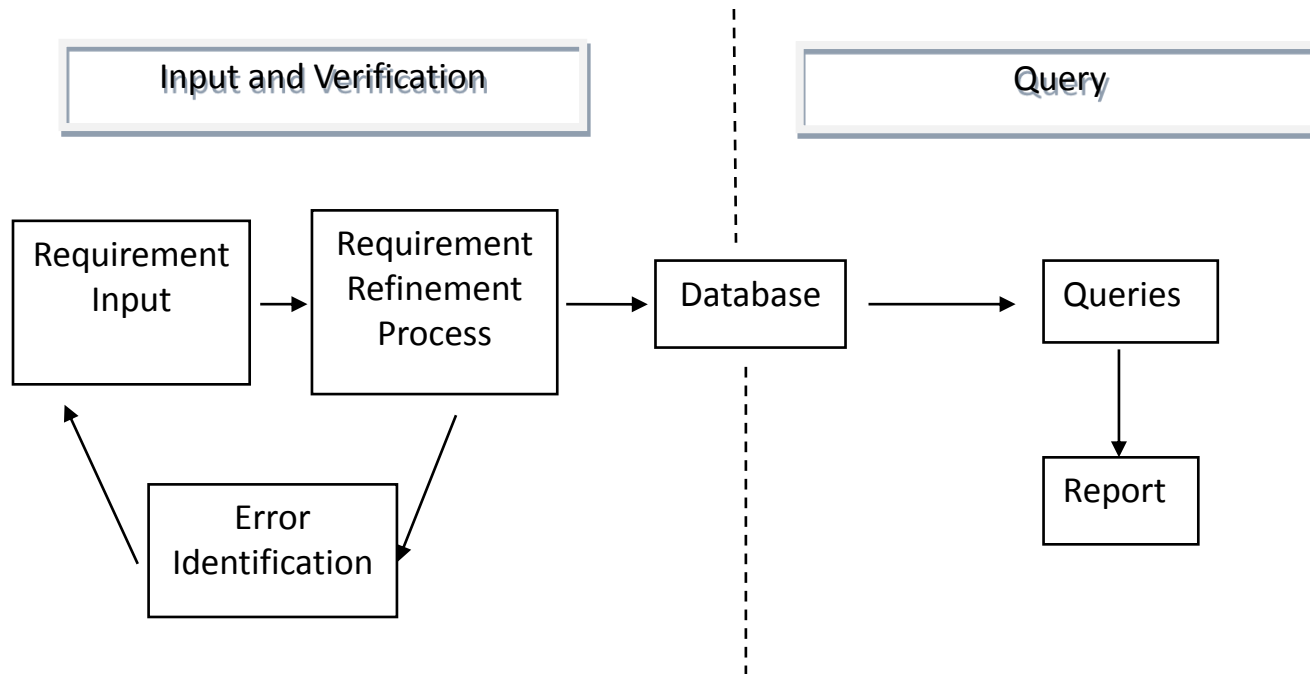 Input and Verification
Query
Requirement
Input
Requirement
Refinement
Process
Database
Queries
Error
Identification
Report